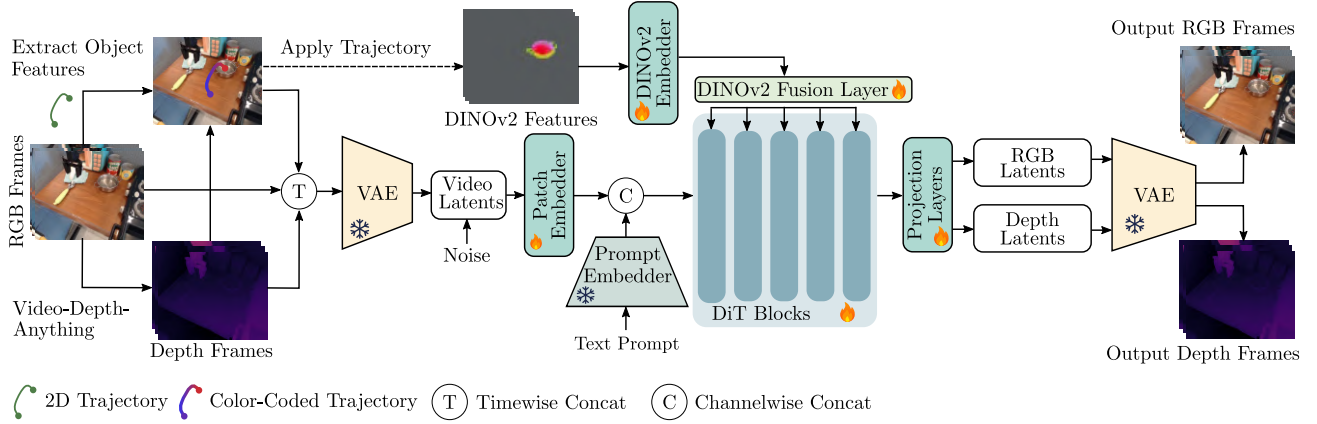 Extract Object
Features
Apply Trajectory
RGB Frames
DINOv2 Features
DINOv2
Embedder
DINOv2 Fusion Layer
Output RGB Frames
T
VAE
Video
Latents
Noise
Patch
Embedder
C
Prompt
Embedder
Text Prompt
DiT Blocks
Projection
Layers
RGB
Latents
Depth
Latents
VAE
Video-Depth-
Anything
Depth Frames
Output Depth Frames
2D Trajectory
Color-Coded Trajectory
T
Timewise Concat
C
Channelwise Concat